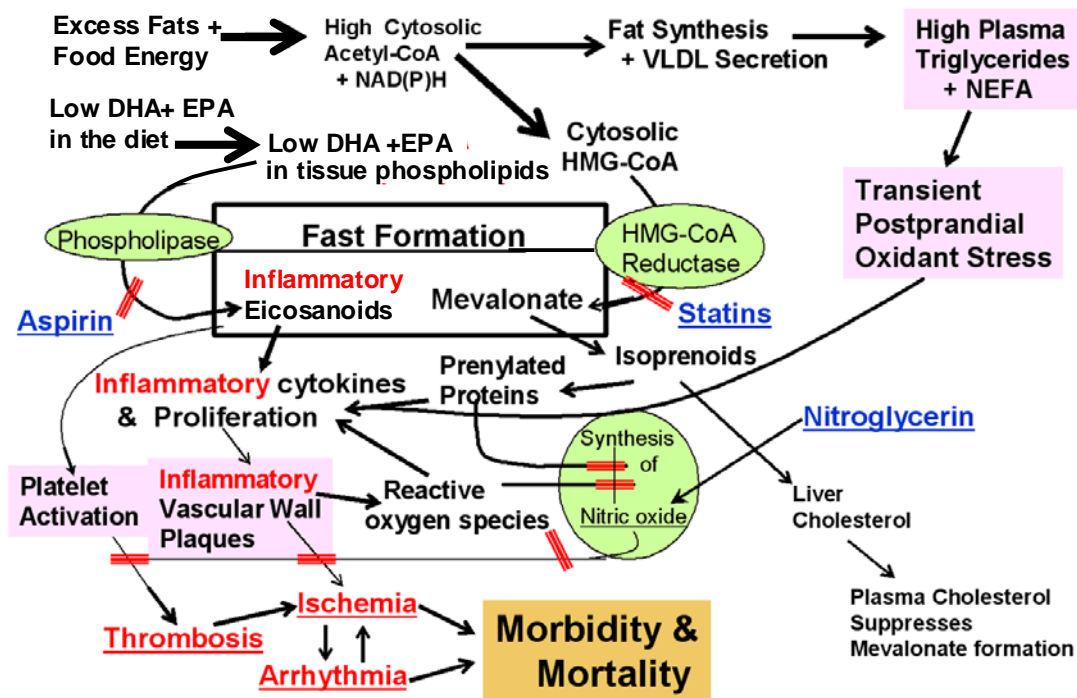 Excess Fats +
Food Energy
High Cytosolic
Acetyl-CoA
+ NAD(P)H
Fat Synthesis
+ VLDL Secretion
High Plasma
Triglycerides
+ NEFA
Low DHA+ EPA
in the diet
Low DHA +EPA
in tissue phospholipids
Cytosolic
HMG-CoA
Transient
Postprandial
Oxidant Stress
Phospholipase
Fast Formation
HMG-CoA
Reductase
Inflammatory
Eicosanoids
Mevalonate
Aspirin
Statins
Isoprenoids
Prenylated
Proteins
Inflammatory cytokines
& Proliferation
Nitroglycerin
Synthesis
of
Nitric oxide
Platelet
Activation
Inflammatory
Vascular Wall
Plaques
Reactive
oxygen species
Liver
Cholesterol
Plasma Cholesterol
Suppresses
Mevalonate formation
Ischemia
Thrombosis
Arrhythmia
Morbidity &
Mortality